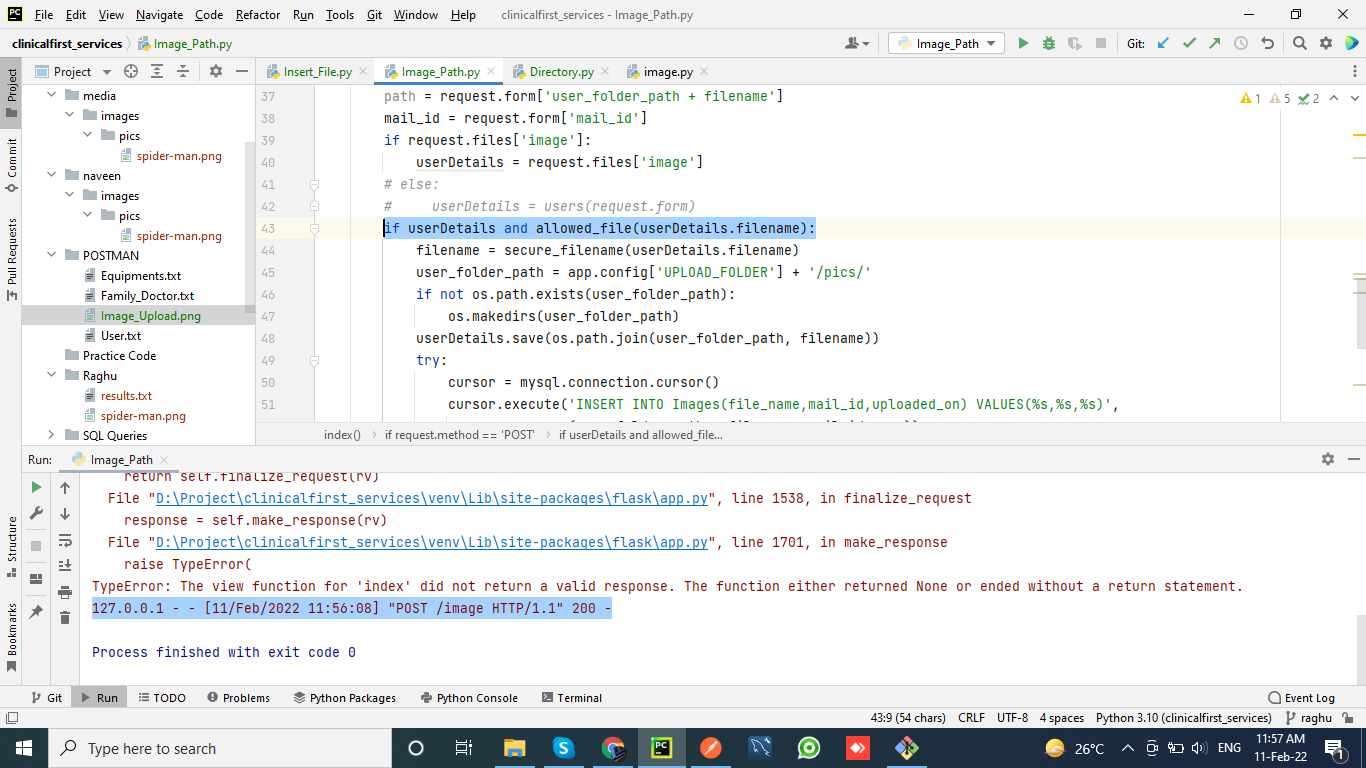 File Edit View Navigate Code Refactor Run Tools Git Window Help clinicalfirst_services - Image_Path.py
clinicalfirst_services Image_Path.py Image_Path Git:
Project Insert_File.py Image_Path.py Directory.py image.py
media
images
pics
spider-man.png
naveen
images
pics
spider-man.png
POSTMAN
Equipments.txt
Family_Doctor.txt
Image_Upload.png
User.txt
Practice Code
Raghu
results.txt
spider-man.png
SQL Queries
Project
Commit
Pull Requests
1 5 2
37 path = request.form['user_folder_path + filename']
38 mail_id = request.form['mail_id']
39 if request.files['image']:
40 userDetails = request.files['image']
41 # else:
42 #     userDetails = users(request.form)
43 if userDetails and allowed_file(userDetails.filename):
44 filename = secure_filename(userDetails.filename)
45 user_folder_path = app.config['UPLOAD_FOLDER'] + '/pics/'
46 if not os.path.exists(user_folder_path):
47 os.makedirs(user_folder_path)
48 userDetails.save(os.path.join(user_folder_path, filename))
49 try:
50 cursor = mysql.connection.cursor()
51 cursor.execute('INSERT INTO Images(file_name,mail_id,uploaded_on) VALUES(%s,%s,%s)',
index() if request.method == 'POST' if userDetails and allowed_file...
Run: Image_Path
return self.finalize_request(rv)
File "D:\Project\clinicalfirst_services\venv\Lib\site-packages\flask\app.py", line 1538, in finalize_request
response = self.make_response(rv)
File "D:\Project\clinicalfirst_services\venv\Lib\site-packages\flask\app.py", line 1701, in make_response
raise TypeError(
TypeError: The view function for 'index' did not return a valid response. The function either returned None or ended without a return statement.
127.0.0.1 - - [11/Feb/2022 11:56:08] "POST /image HTTP/1.1" 200 -
Process finished with exit code 0
Structure
Bookmarks
Git Run TODO Problems Python Packages Python Console Terminal Event Log
43:9 (54 chars) CRLF UTF-8 4 spaces Python 3.10 (clinicalfirst_services) raghu
Type here to search 26°C ENG 11:57 AM
11-Feb-22 1